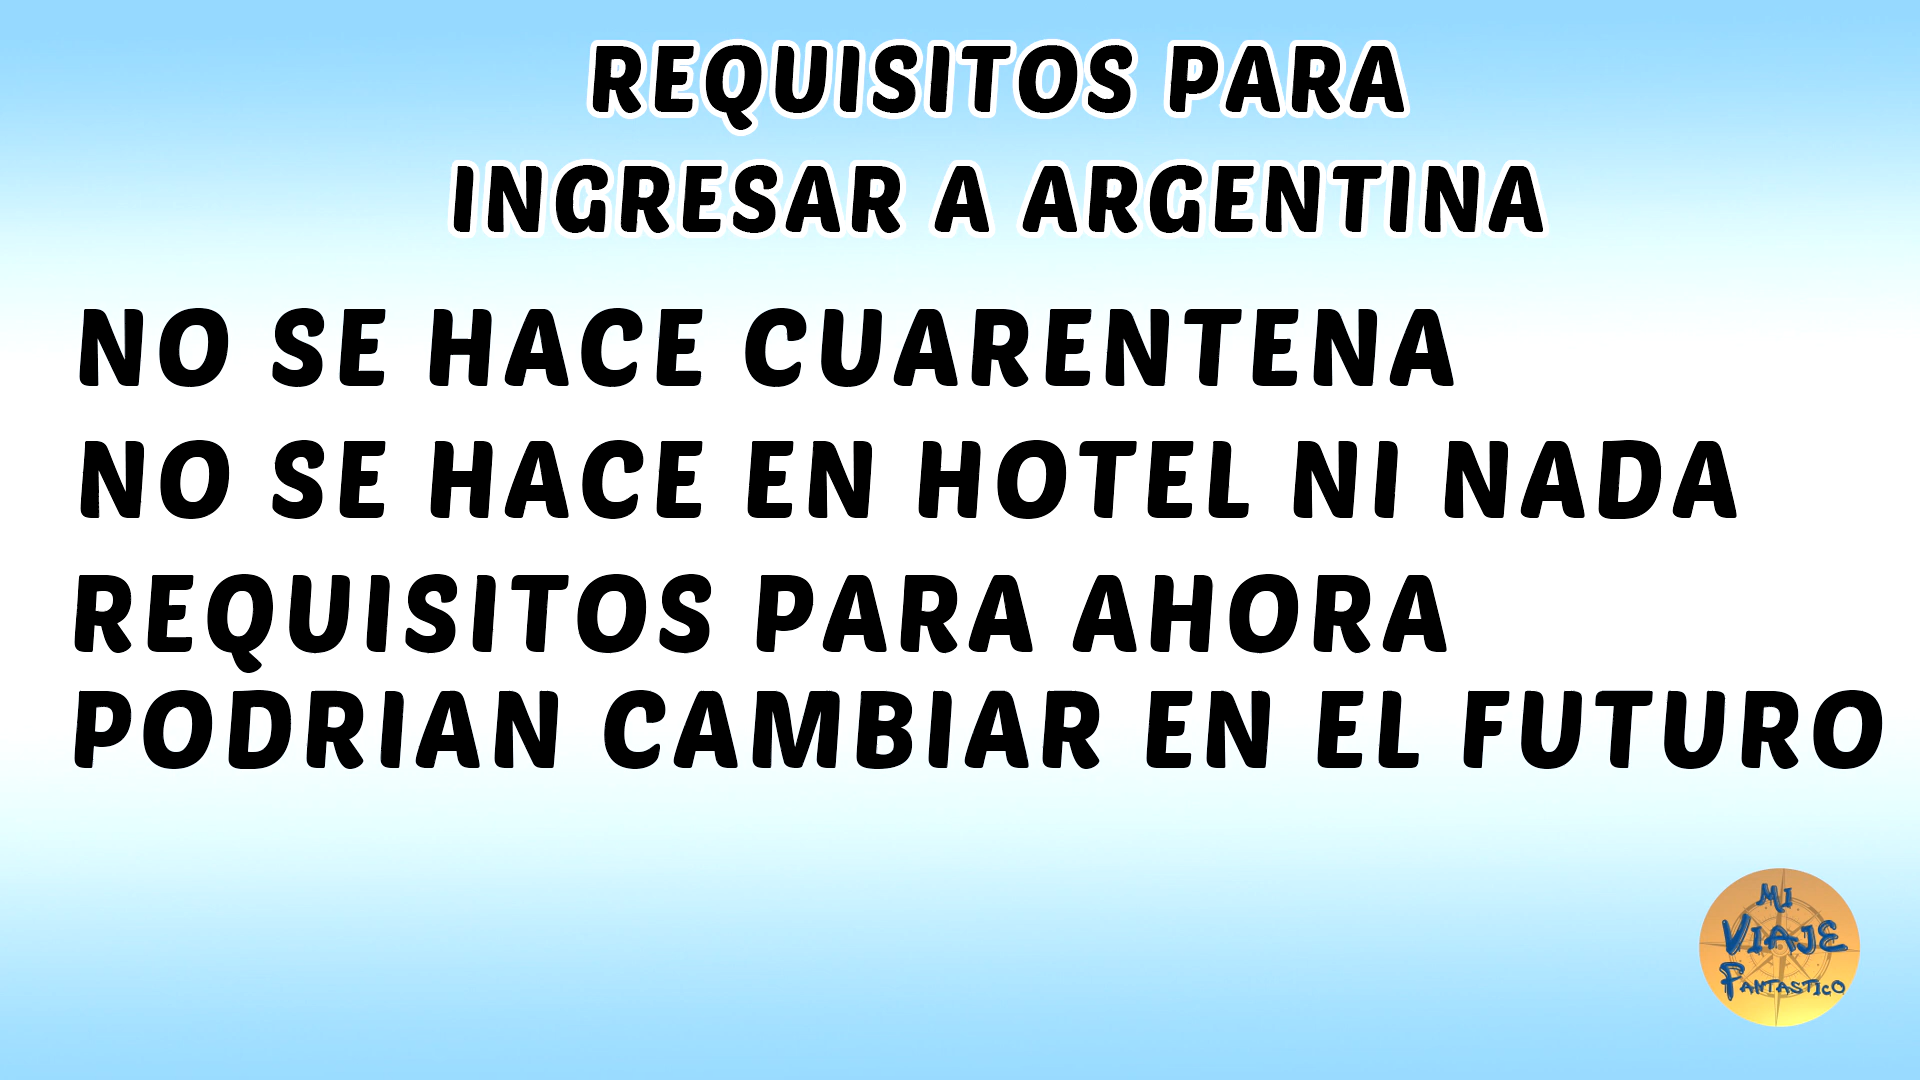 REQUISITOS PARA
INGRESAR A ARGENTINA
NO SE HACE CUARENTENA
NO SE HACE EN HOTEL NI NADA
REQUISITOS PARA AHORA
PODRIAN CAMBIAR EN EL FUTURO
MI
VIAJE
FANTASTICO